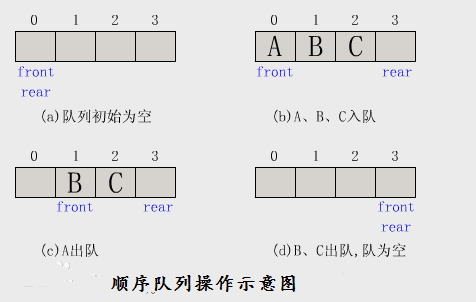 0 1 2 3
front
rear
(a)队列初始为空
0 1 2 3
A B C
front rear
(b)A、B、C入队
0 1 2 3
B C
front rear
(c)A出队
0 1 2 3
front
rear
(d)B、C出队,队为空
顺序队列操作示意图